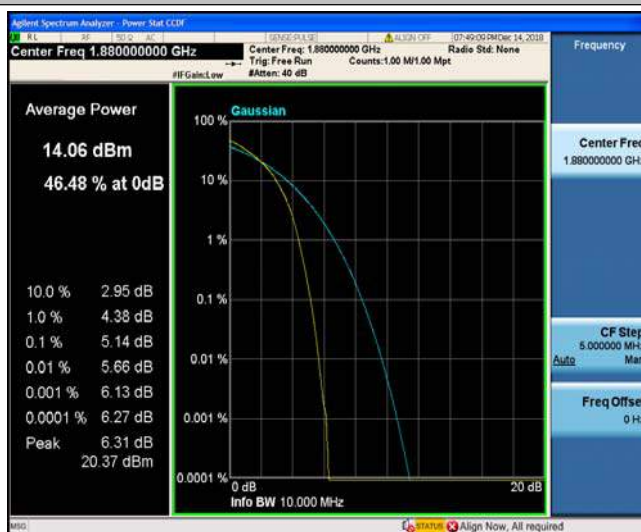 Agilent Spectrum Analyzer - Power Stat CCDF
RL RF 50 Ω AC SENSE:PULSE ALIGN OFF 07:49:09 PM Dec 14, 2018
Center Freq 1.880000000 GHz
Center Freq: 1.880000000 GHz Radio Std: None
Trig: Free Run Counts:1.00 M/1.00 Mpt
#IFGain:Low #Atten: 40 dB
Frequency
Average Power
14.06 dBm
46.48 % at 0dB
10.0 % 2.95 dB
1.0 % 4.38 dB
0.1 % 5.14 dB
0.01 % 5.66 dB
0.001 % 6.13 dB
0.0001 % 6.27 dB
Peak 6.31 dB
20.37 dBm
Gaussian
100 %
10 %
1 %
0.1 %
0.01 %
0.001 %
0.0001 %
0 dB 20 dB
Info BW 10.000 MHz
Center Freq
1.880000000 GHz
CF Step
5.000000 MHz
Auto Man
Freq Offse
0 Hz
MSG STATUS Align Now, All required